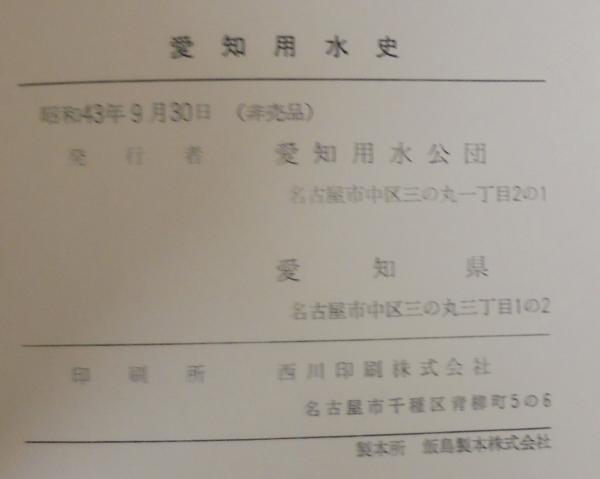 愛知用水史
昭和43年9月30日 (非売品)
発行者 愛知用水公団
名古屋市中区三の丸一丁目2の1
愛知県
名古屋市中区三の丸三丁目1の2
印刷所 西川印刷株式会社
名古屋市千種区青柳町5の6
製本所 飯島製本株式会社